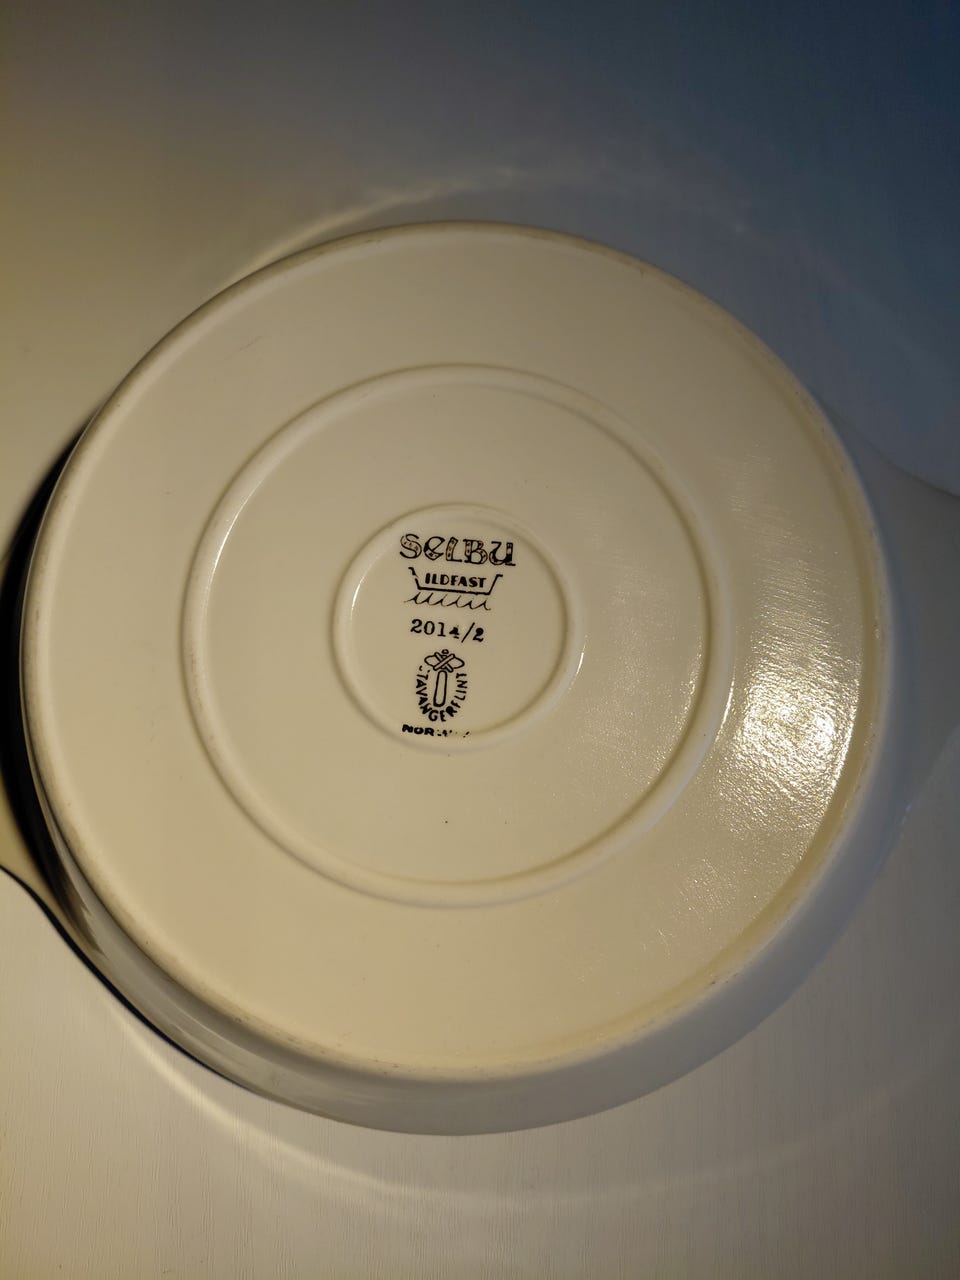 SELBU
ILDFAST
2014/2
STAVANGERFLINT